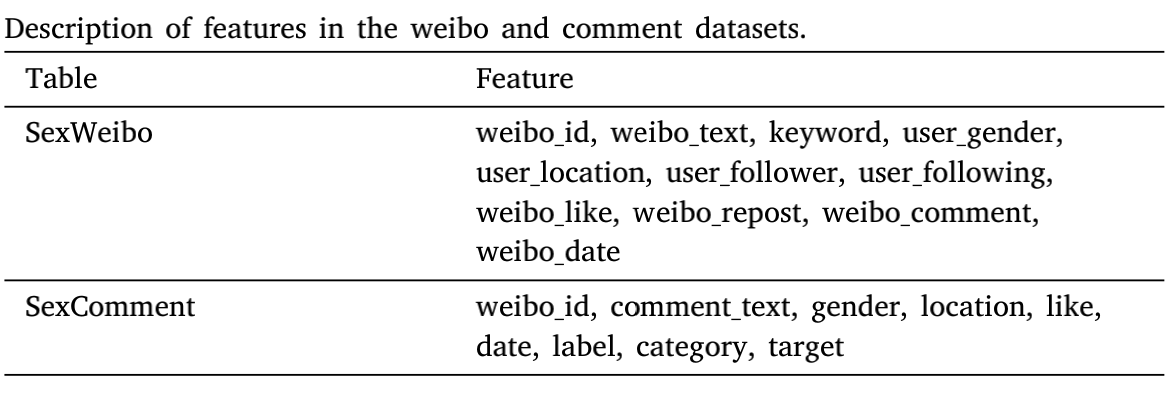 Description of features in the weibo and comment datasets.
Table Feature
SexWeibo weibo_id, weibo_text, keyword, user_gender,
user_location, user_follower, user_following,
weibo_like, weibo_repost, weibo_comment,
weibo_date
SexComment weibo_id, comment_text, gender, location, like,
date, label, category, target